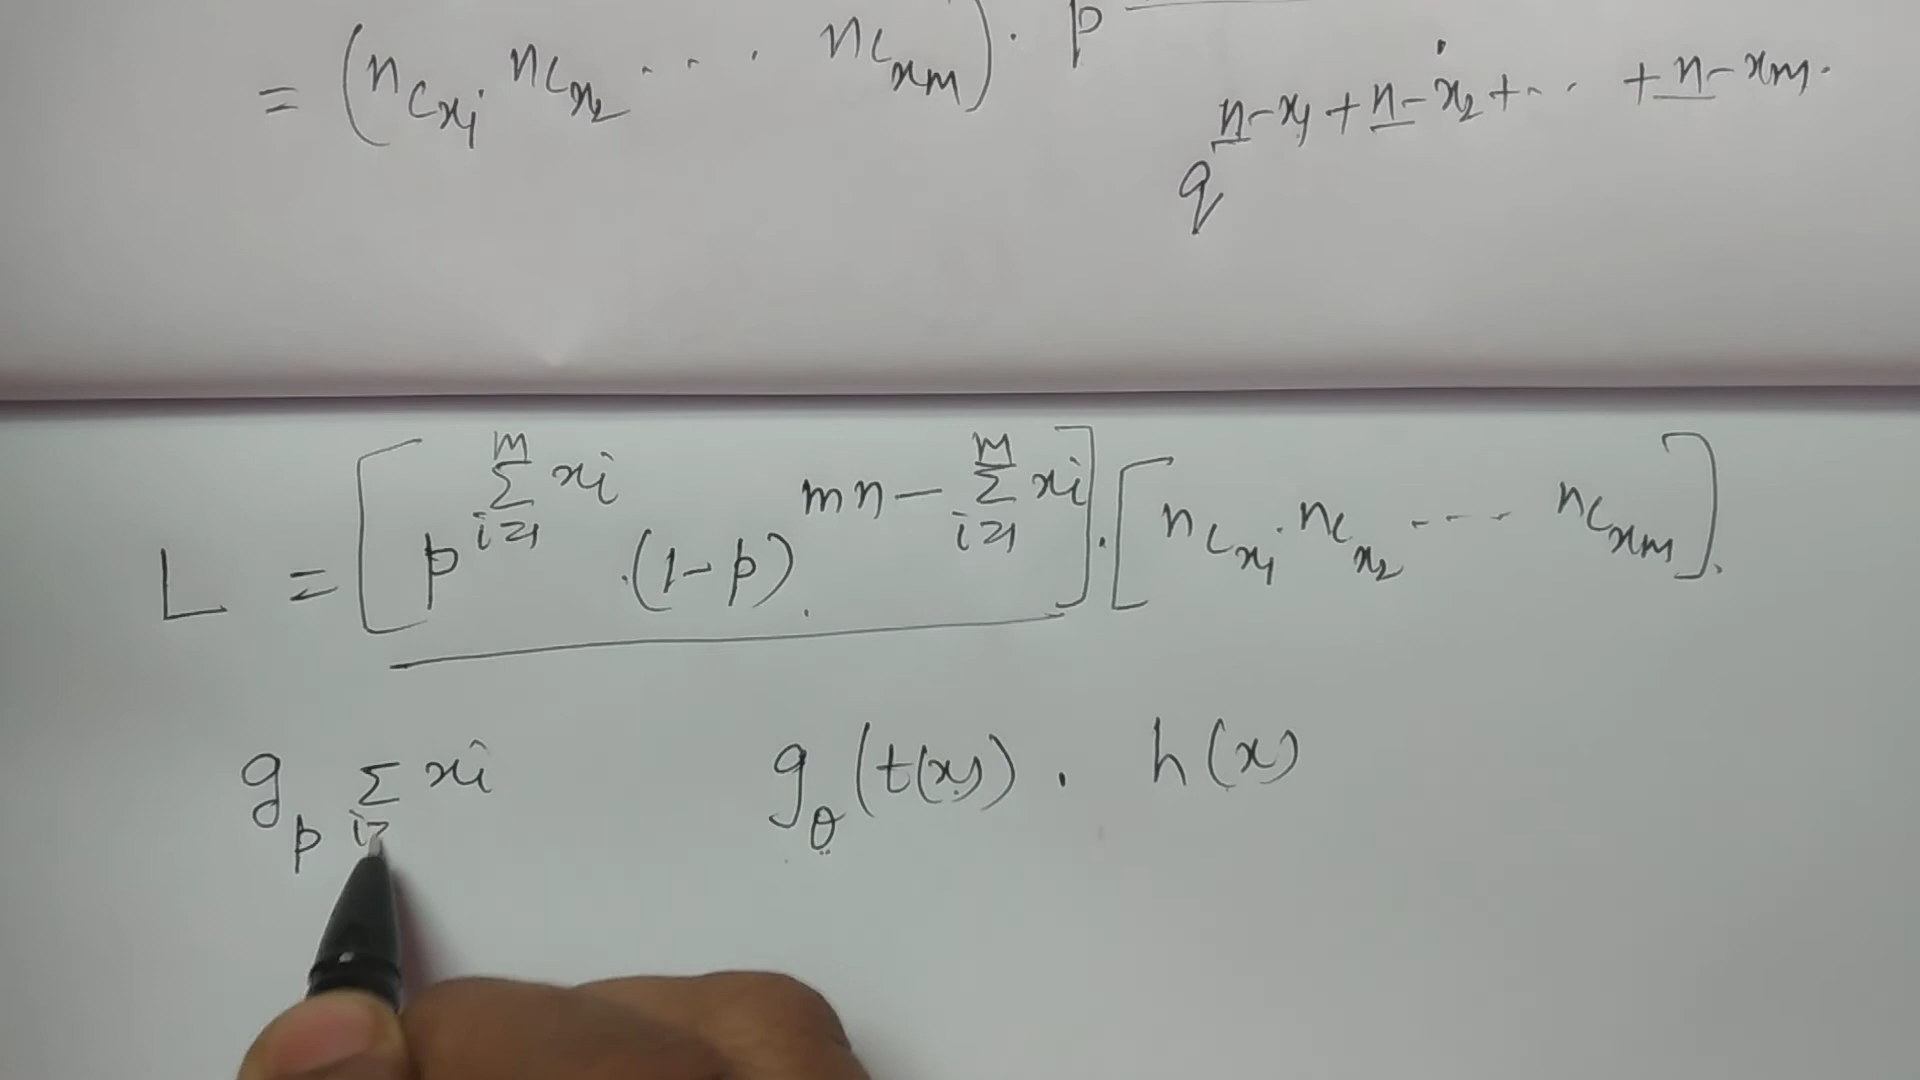 = (nCx₁. nCx₂ . . . . nCxm) . p
q^(n-x₁+n-x₂+... +n-xm.
L = [p^(Σ_{i=1}^m xi) .(1-p)^(mn-Σ_{i=1}^m xi)] . [nCx₁. nCx₂ ---- nCxm].
g_p Σ_{i=} xi g_θ (t(x)) . h(x)